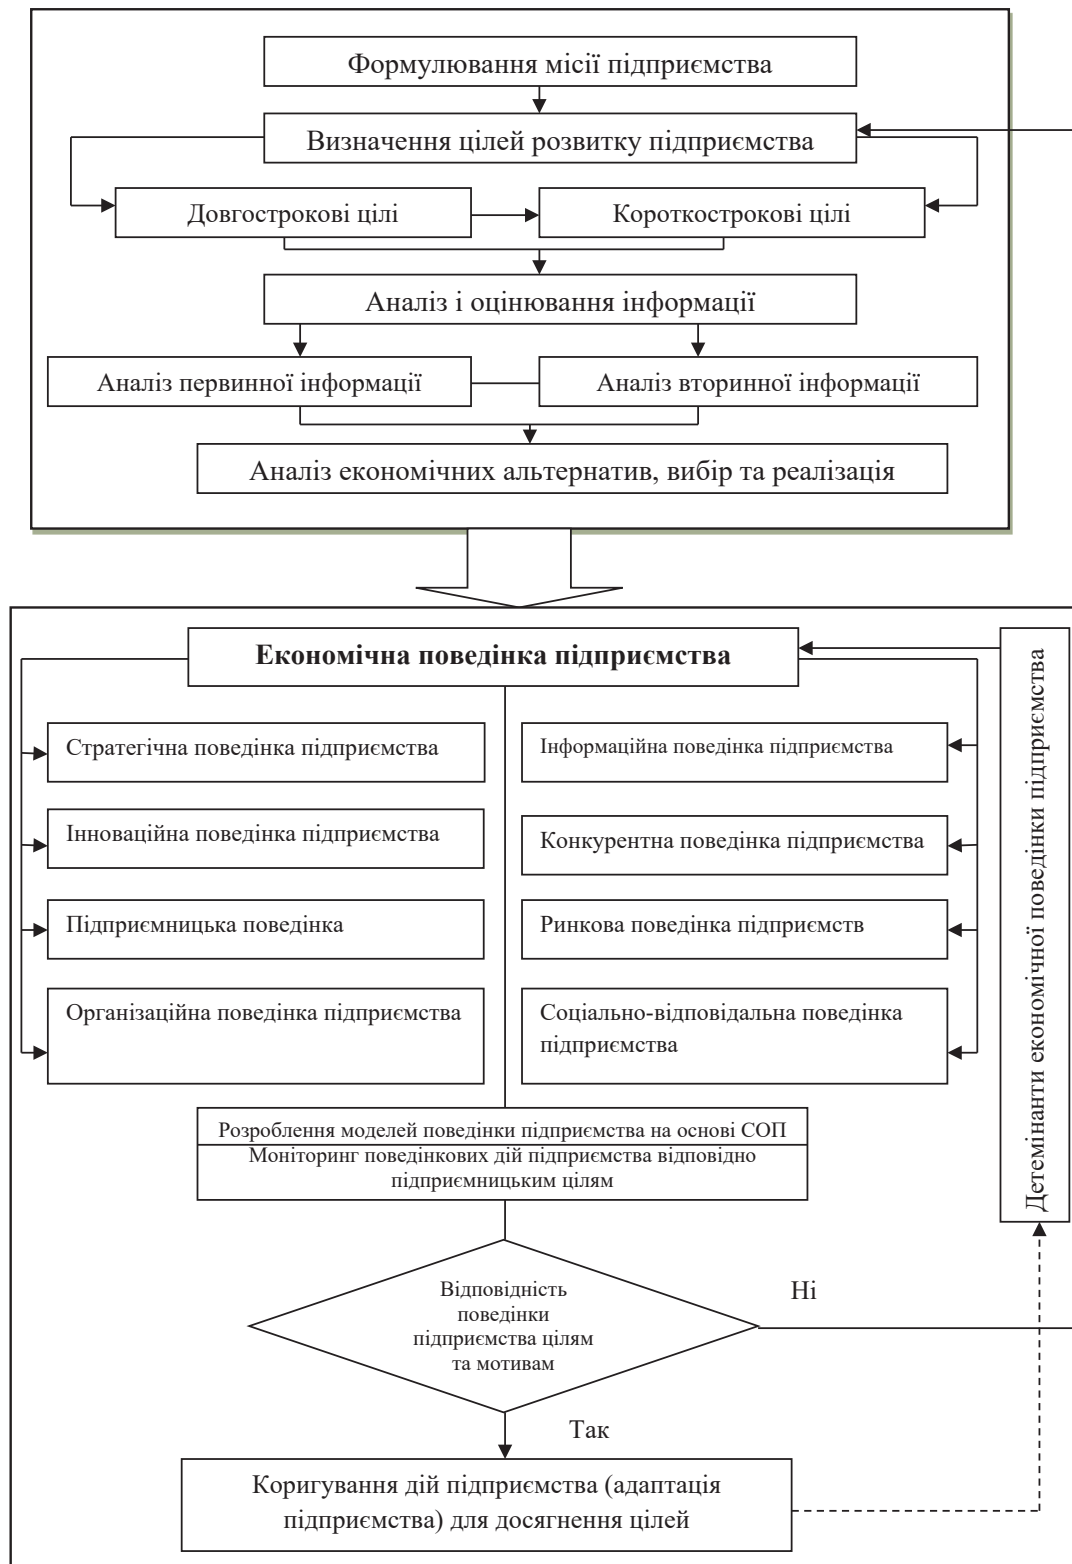 Формулювання місії підприємства
Визначення цілей розвитку підприємства
Довгострокові цілі
Короткострокові цілі
Аналіз і оцінювання інформації
Аналіз первинної інформації
Аналіз вторинної інформації
Аналіз економічних альтернатив, вибір та реалізація
Економічна поведінка підприємства
Стратегічна поведінка підприємства
Інформаційна поведінка підприємства
Інноваційна поведінка підприємства
Конкурентна поведінка підприємства
Підприємницька поведінка
Ринкова поведінка підприємств
Організаційна поведінка підприємства
Соціально-відповідальна поведінка
підприємства
Детемінанти економічної поведінки підприємства
Розроблення моделей поведінки підприємства на основі СОП
Моніторинг поведінкових дій підприємства відповідно
підприємницьким цілям
Відповідність
поведінки
підприємства цілям
та мотивам
Ні
Так
Коригування дій підприємства (адаптація
підприємства) для досягнення цілей